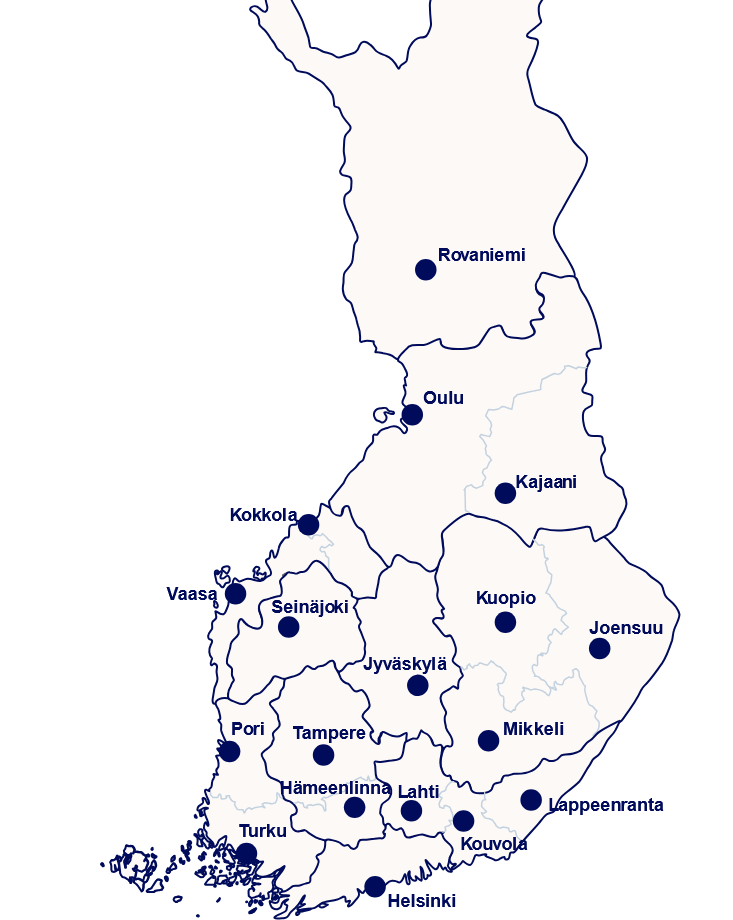 Rovaniemi
Oulu
Kajaani
Kokkola
Vaasa
Kuopio
Seinäjoki
Joensuu
Jyväskylä
Pori
Tampere
Mikkeli
Hämeenlinna
Lahti
Lappeenranta
Turku
Kouvola
Helsinki